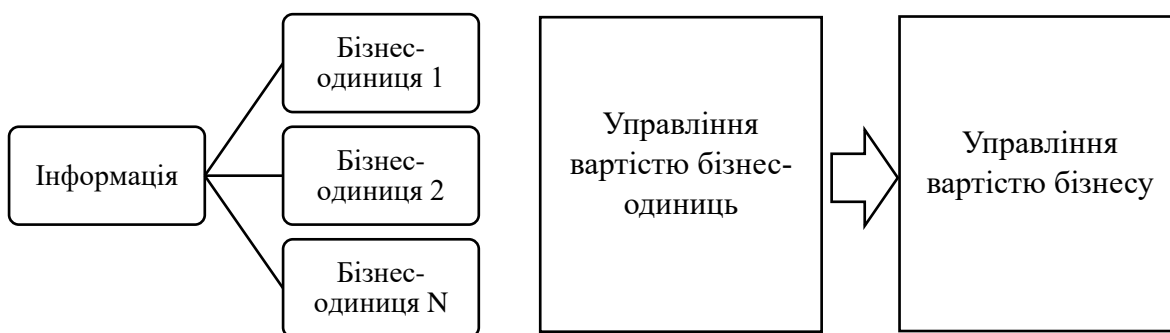 Інформація
Бізнес-
одиниця 1
Бізнес-
одиниця 2
Бізнес-
одиниця N
Управління
вартістю бізнес-
одиниць
Управління
вартістю бізнесу